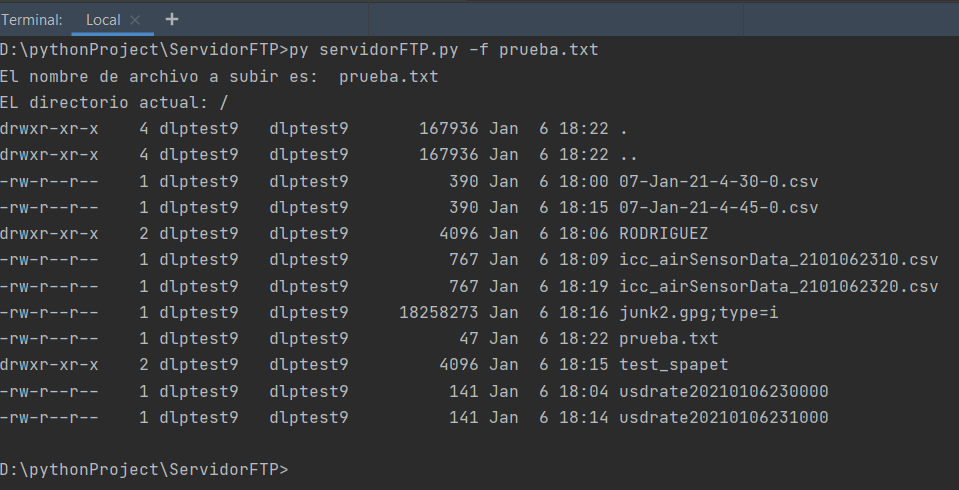 Terminal: Local × +
D:\pythonProject\ServidorFTP>py servidorFTP.py -f prueba.txt
El nombre de archivo a subir es:  prueba.txt
EL directorio actual: /
drwxr-xr-x    4 dlptest9   dlptest9       167936 Jan  6 18:22 .
drwxr-xr-x    4 dlptest9   dlptest9       167936 Jan  6 18:22 ..
-rw-r--r--    1 dlptest9   dlptest9          390 Jan  6 18:00 07-Jan-21-4-30-0.csv
-rw-r--r--    1 dlptest9   dlptest9          390 Jan  6 18:15 07-Jan-21-4-45-0.csv
drwxr-xr-x    2 dlptest9   dlptest9         4096 Jan  6 18:06 RODRIGUEZ
-rw-r--r--    1 dlptest9   dlptest9          767 Jan  6 18:09 icc_airSensorData_2101062310.csv
-rw-r--r--    1 dlptest9   dlptest9          767 Jan  6 18:19 icc_airSensorData_2101062320.csv
-rw-r--r--    1 dlptest9   dlptest9     18258273 Jan  6 18:16 junk2.gpg;type=i
-rw-r--r--    1 dlptest9   dlptest9           47 Jan  6 18:22 prueba.txt
drwxr-xr-x    2 dlptest9   dlptest9         4096 Jan  6 18:15 test_spapet
-rw-r--r--    1 dlptest9   dlptest9          141 Jan  6 18:04 usdrate20210106230000
-rw-r--r--    1 dlptest9   dlptest9          141 Jan  6 18:14 usdrate20210106231000
D:\pythonProject\ServidorFTP>